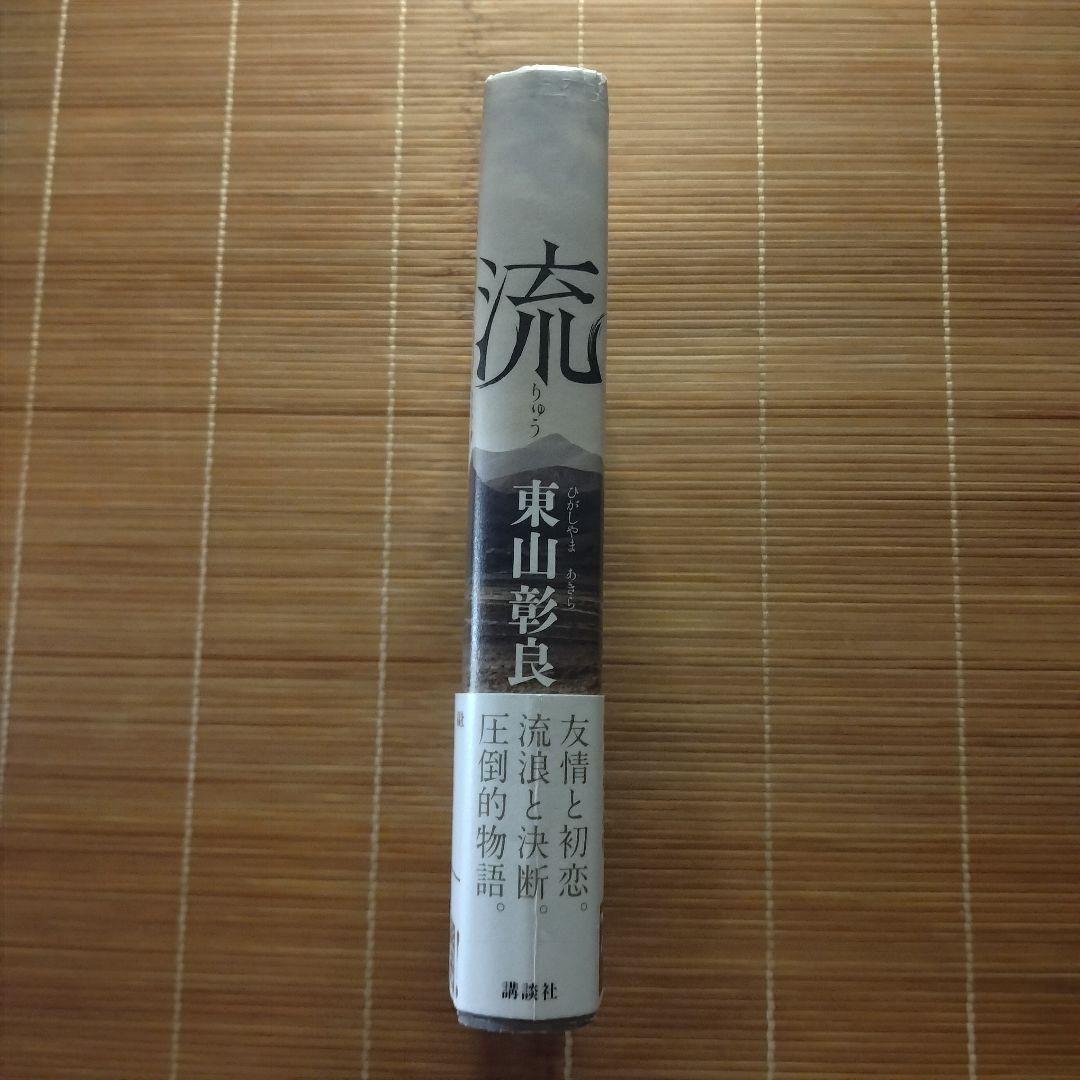 流
りゅう
東山彰良
ひがしやま あきら
友情と初恋。
流浪と決断。
圧倒的物語。
講談社